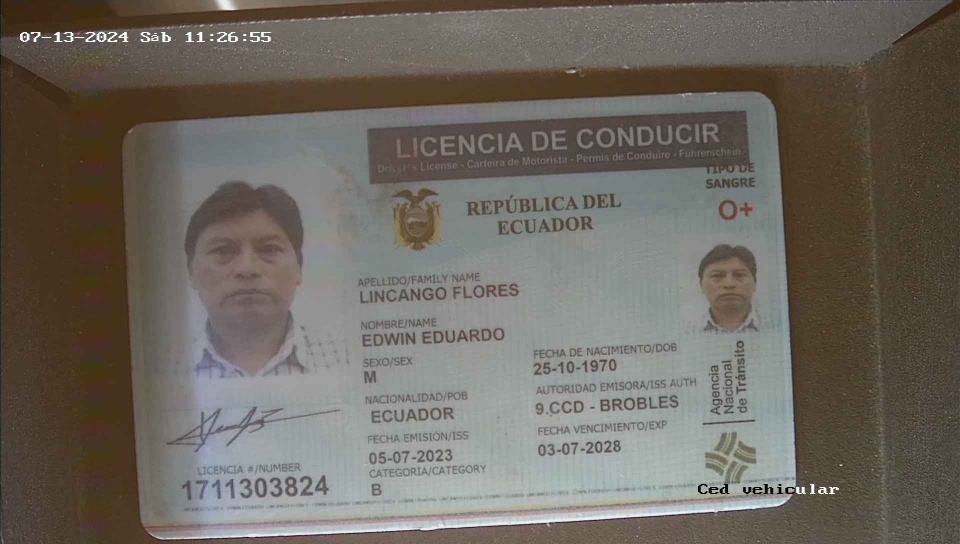 07-13-2024 Sáb 11:26:55
LICENCIA DE CONDUCIR
Driver's License - Carteira de Motorista - Permis de Conduire - Führerschein
TIPO DE
SANGRE
O+
REPÚBLICA DEL
ECUADOR
APELLIDO/FAMILY NAME
LINCANGO FLORES
NOMBRE/NAME
EDWIN EDUARDO
SEXO/SEX
M
FECHA DE NACIMIENTO/DOB
25-10-1970
NACIONALIDAD/POB
ECUADOR
AUTORIDAD EMISORA/ISS AUTH
9.CCD - BROBLES
FECHA EMISIÓN/ISS
05-07-2023
FECHA VENCIMIENTO/EXP
03-07-2028
CATEGORIA/CATEGORY
B
LICENCIA #/NUMBER
1711303824
Agencia
Nacional
de Tránsito
Ced vehicular